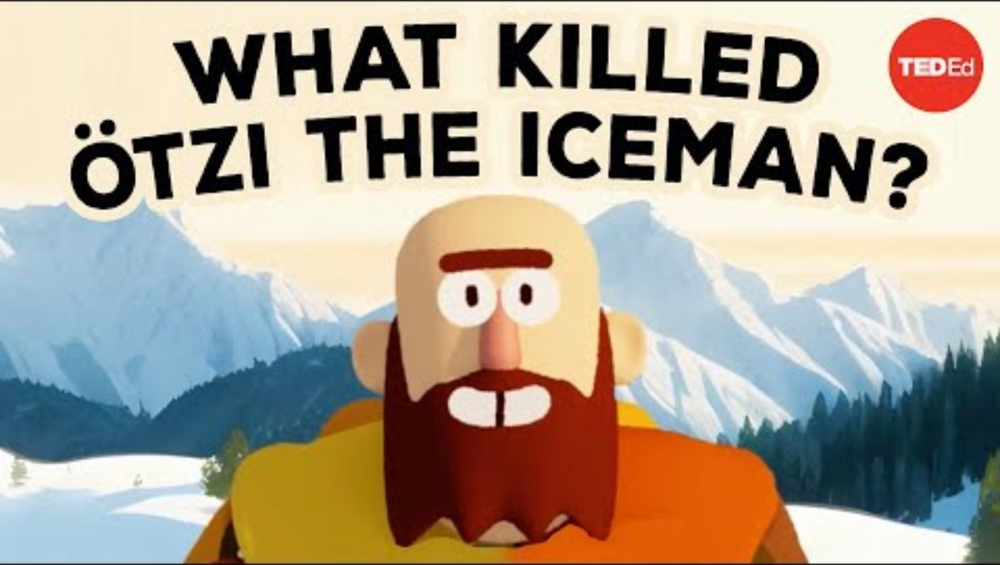 WHAT KILLED
ÖTZI THE ICEMAN?
TEDEd